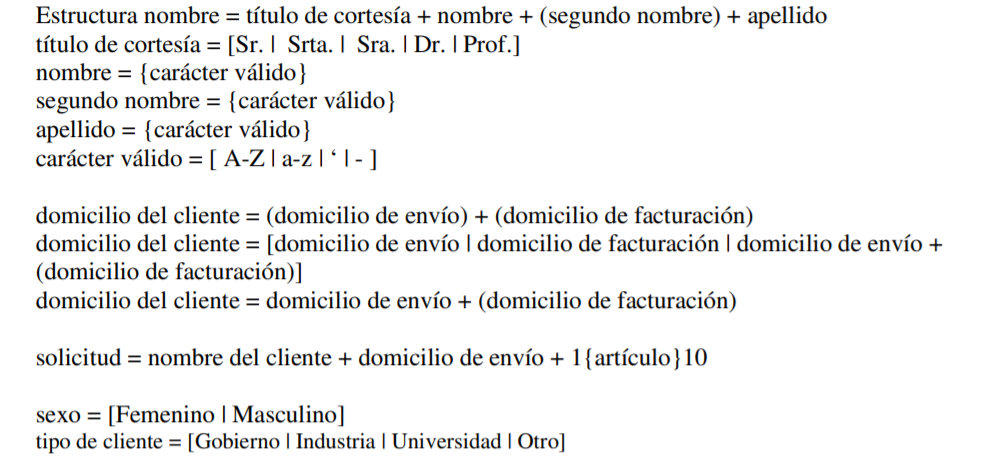 Estructura nombre = título de cortesía + nombre + (segundo nombre) + apellido
título de cortesía = [Sr. | Srta. | Sra. | Dr. | Prof.]
nombre = {carácter válido}
segundo nombre = {carácter válido}
apellido = {carácter válido}
carácter válido = [ A-Z | a-z | ‘ | - ]
domicilio del cliente = (domicilio de envío) + (domicilio de facturación)
domicilio del cliente = [domicilio de envío | domicilio de facturación | domicilio de envío +
(domicilio de facturación)]
domicilio del cliente = domicilio de envío + (domicilio de facturación)
solicitud = nombre del cliente + domicilio de envío + 1{artículo}10
sexo = [Femenino | Masculino]
tipo de cliente = [Gobierno | Industria | Universidad | Otro]